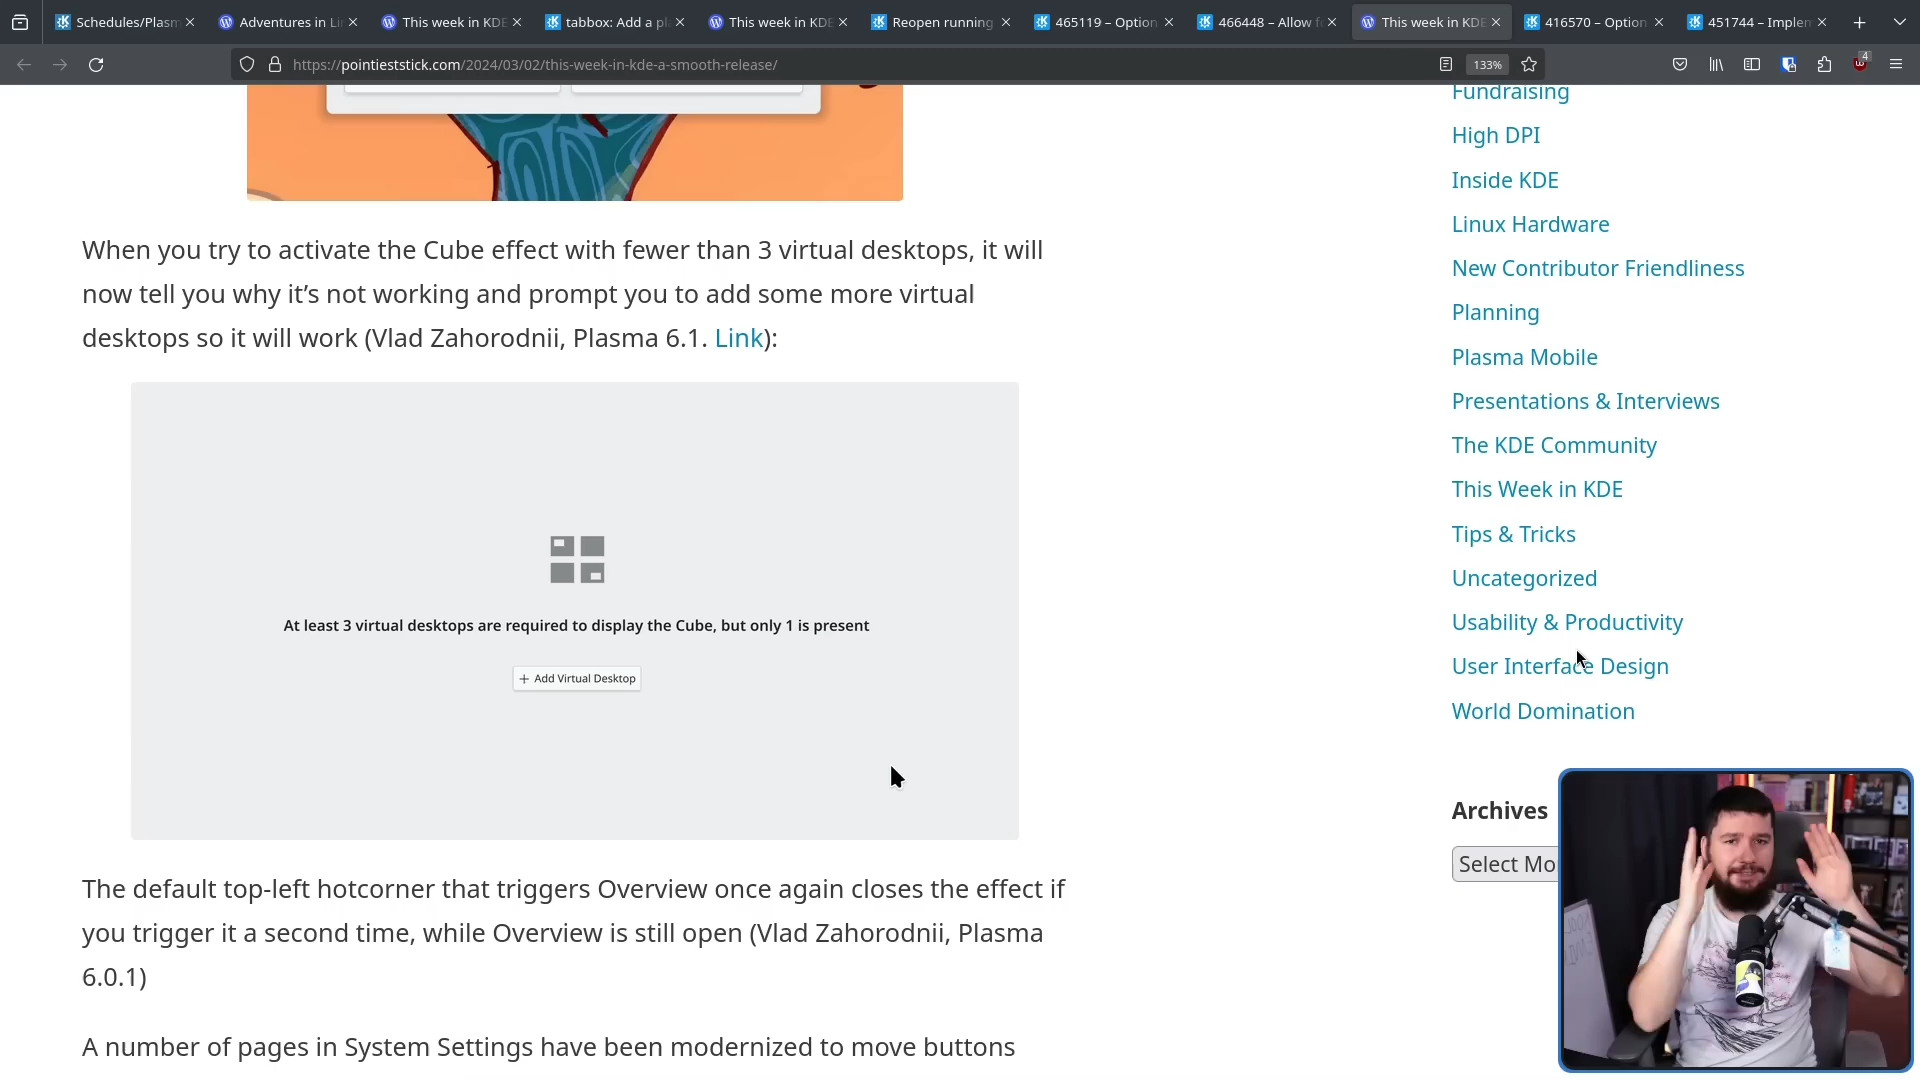 Schedules/Plasm
Adventures in Li
This week in KDE
tabbox: Add a pl
This week in KDE
Reopen running
465119 – Option
466448 – Allow f
This week in KDE
416570 – Option
451744 – Implem
https://pointieststick.com/2024/03/02/this-week-in-kde-a-smooth-release/
133%
4
When you try to activate the Cube effect with fewer than 3 virtual desktops, it will
now tell you why it’s not working and prompt you to add some more virtual
desktops so it will work (Vlad Zahorodnii, Plasma 6.1. Link):
At least 3 virtual desktops are required to display the Cube, but only 1 is present
+ Add Virtual Desktop
The default top-left hotcorner that triggers Overview once again closes the effect if
you trigger it a second time, while Overview is still open (Vlad Zahorodnii, Plasma
6.0.1)
A number of pages in System Settings have been modernized to move buttons
Fundraising
High DPI
Inside KDE
Linux Hardware
New Contributor Friendliness
Planning
Plasma Mobile
Presentations & Interviews
The KDE Community
This Week in KDE
Tips & Tricks
Uncategorized
Usability & Productivity
User Interface Design
World Domination
Archives
Select Mo